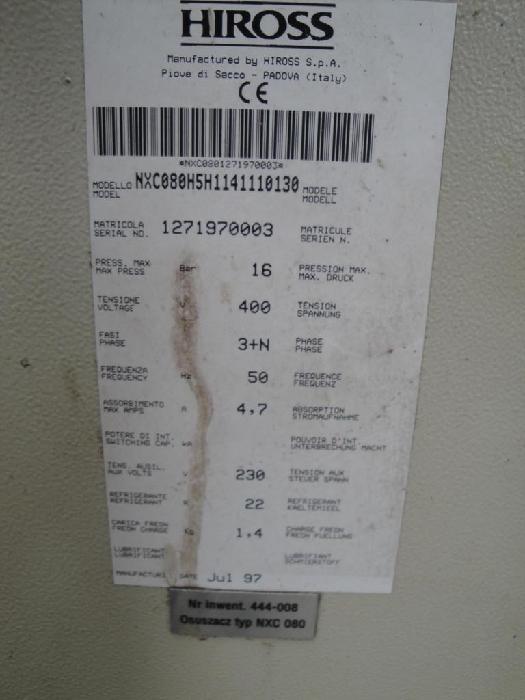 HIROSS
Manufactured by HIROSS S.p.A.
Piove di Sacco - PADOVA (Italy)
CE
*NXC0801271970003*
MODELLO NXC080H5H1141110130 MODELE
MODEL MODELL
MATRICOLA 1271970003 MATRICULE
SERIAL NO. SERIEN N.
PRESS. MAX Bar 16 PRESSION MAX.
MAX PRESS MAX. DRUCK
TENSIONE V 400 TENSION
VOLTAGE SPANNUNG
FASI 3+N PHASE
PHASE PHASE
FREQUENZA Hz 50 FREQUENCE
FREQUENCY FREQUENZ
ASSORBIMENTO A 4,7 ABSORPTION
MAX AMPS STROMAUFNAHME
POTERE DI INT. kA POUVOIR D'INT
SWITCHING CAP. UNTERBRECHUNG MACHT
TENS. AUSIL. V 230 TENSION AUX
AUX VOLTS STEUER SPANN
REFRIGERANTE R 22 REFRIGERANT
REFRIGERANT KAELTEMIEEL
CARICA FREON Kg 1,4 CHARGE FREON
FREON CHARGE FREON FUELLUNG
LUBRIFICANT LUBRIFIANT
LUBRIFICANT SCHMIERSTOFF
MANUFACTURI DATE Jul 97
Nr inwent. 444-008
Osuszacz typ NXC 080